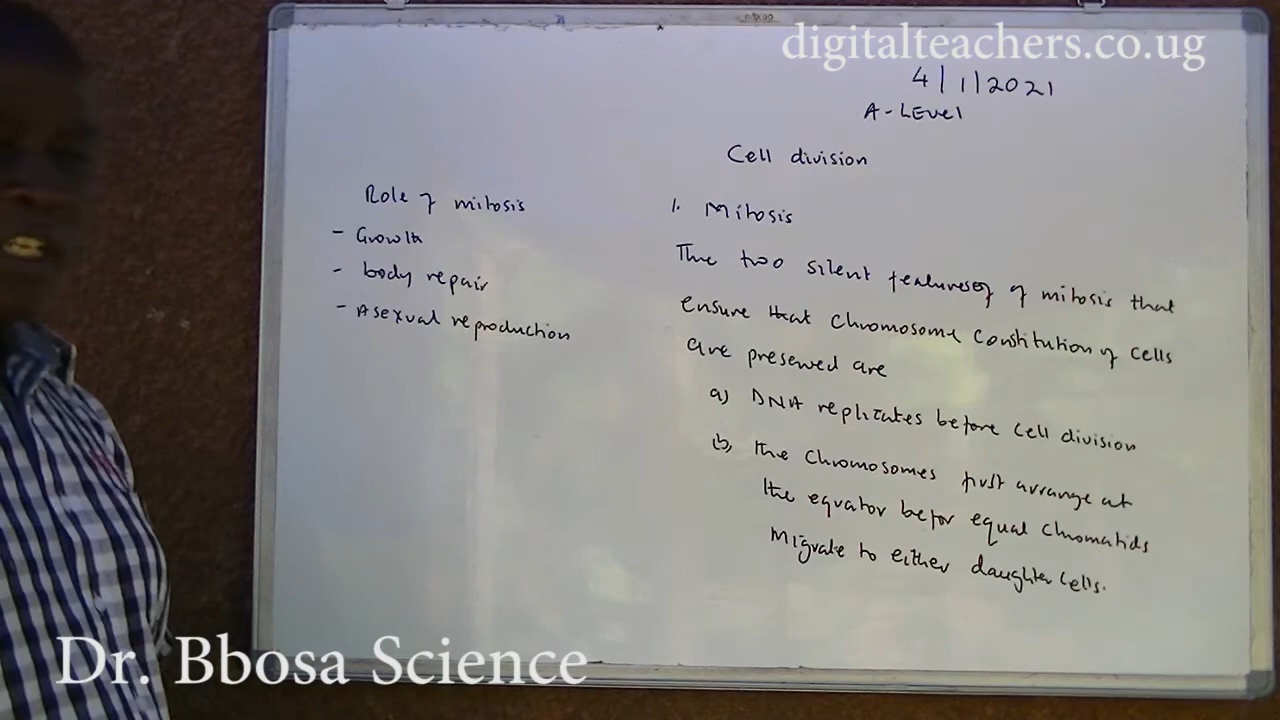 digitalteachers.co.ug
4/1/2021
A-Level
Cell division
Role of mitosis
- Growth
- body repair
- Asexual reproduction
1. Mitosis
The two silent features of mitosis that
ensure that chromosome constitution of cells
are preserved are
a) DNA replicates before cell division
b) the chromosomes first arrange at
the equator befor equal chromatids
migrate to either daughter cells.
Dr. Bbosa Science